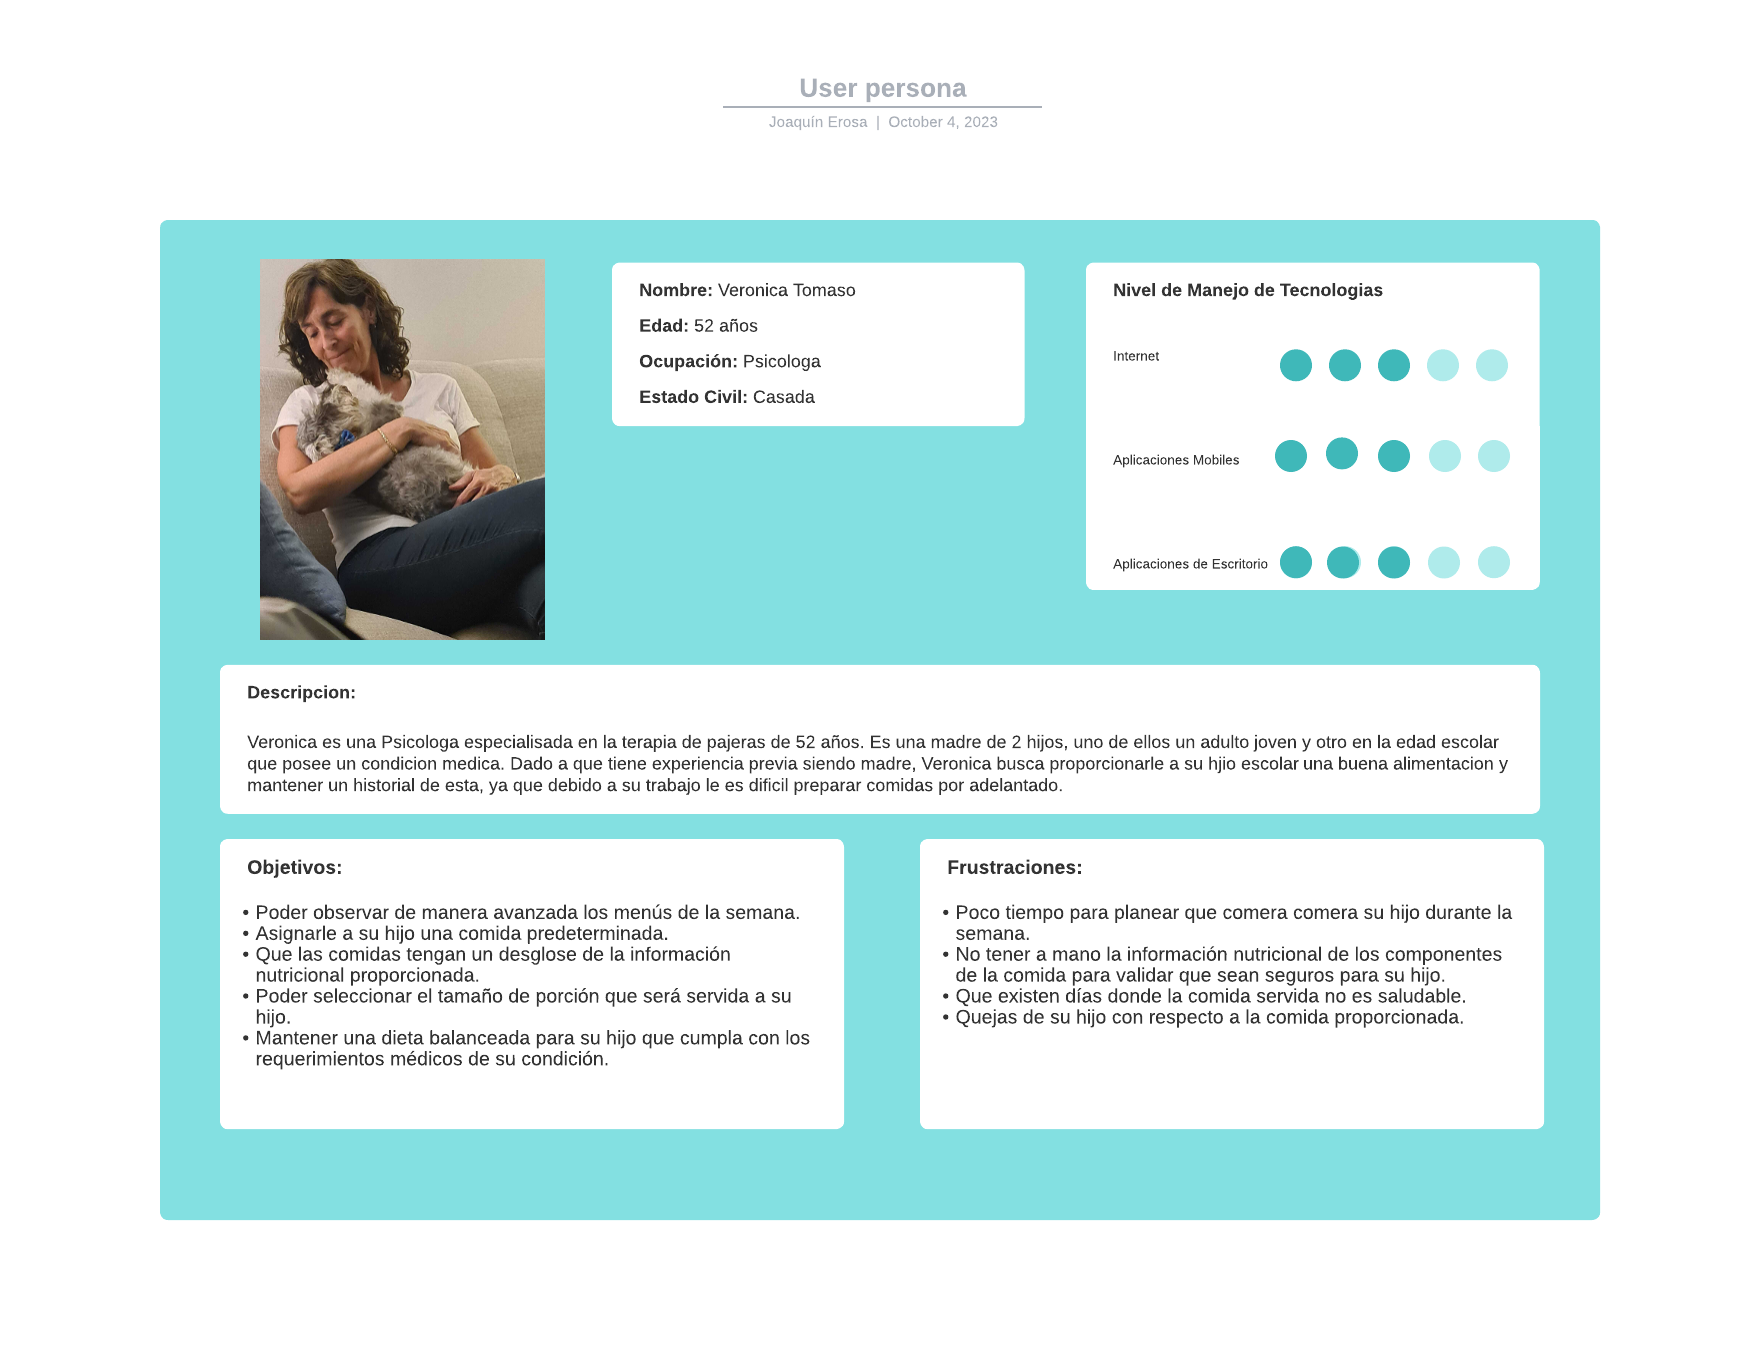 User persona
Joaquín Erosa | October 4, 2023
Nombre: Veronica Tomaso
Edad: 52 años
Ocupación: Psicologa
Estado Civil: Casada
Nivel de Manejo de Tecnologias
Internet
Aplicaciones Mobiles
Aplicaciones de Escritorio
Descripcion:
Veronica es una Psicologa especialisada en la terapia de pajeras de 52 años. Es una madre de 2 hijos, uno de ellos un adulto joven y otro en la edad escolar
que posee un condicion medica. Dado a que tiene experiencia previa siendo madre, Veronica busca proporcionarle a su hjio escolar una buena alimentacion y
mantener un historial de esta, ya que debido a su trabajo le es dificil preparar comidas por adelantado.
Objetivos:
• Poder observar de manera avanzada los menús de la semana.
• Asignarle a su hijo una comida predeterminada.
• Que las comidas tengan un desglose de la información
nutricional proporcionada.
• Poder seleccionar el tamaño de porción que será servida a su
hijo.
• Mantener una dieta balanceada para su hijo que cumpla con los
requerimientos médicos de su condición.
Frustraciones:
• Poco tiempo para planear que comera comera su hijo durante la
semana.
• No tener a mano la información nutricional de los componentes
de la comida para validar que sean seguros para su hijo.
• Que existen días donde la comida servida no es saludable.
• Quejas de su hijo con respecto a la comida proporcionada.